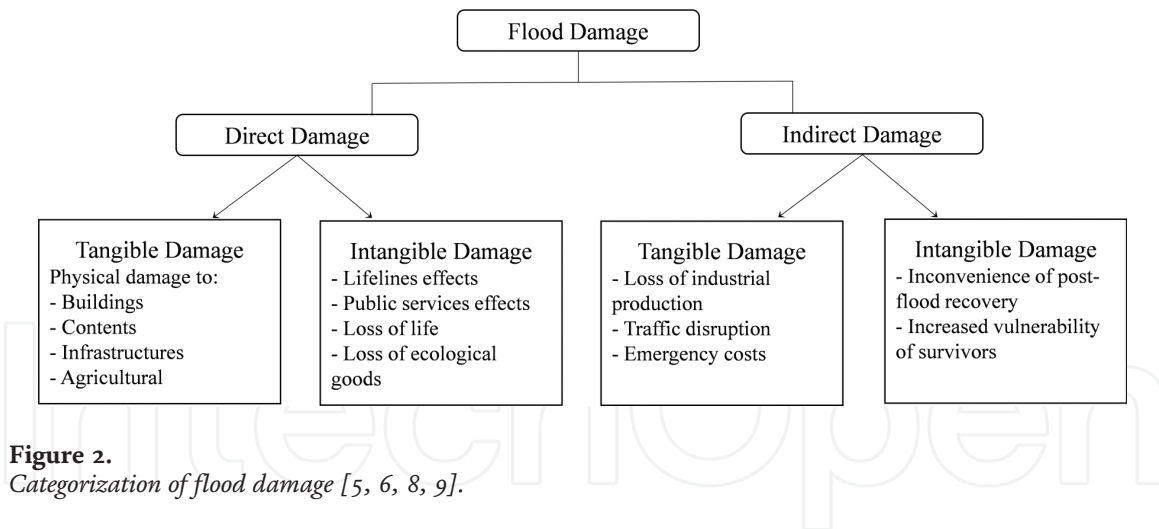 Flood Damage
Direct Damage
Indirect Damage
Tangible Damage
Physical damage to:
- Buildings
- Contents
- Infrastructures
- Agricultural
Intangible Damage
- Lifelines effects
- Public services effects
- Loss of life
- Loss of ecological
goods
Tangible Damage
- Loss of industrial
production
- Traffic disruption
- Emergency costs
Intangible Damage
- Inconvenience of post-
flood recovery
- Increased vulnerability
of survivors
IntechOpen
Figure 2.
Categorization of flood damage [5, 6, 8, 9].